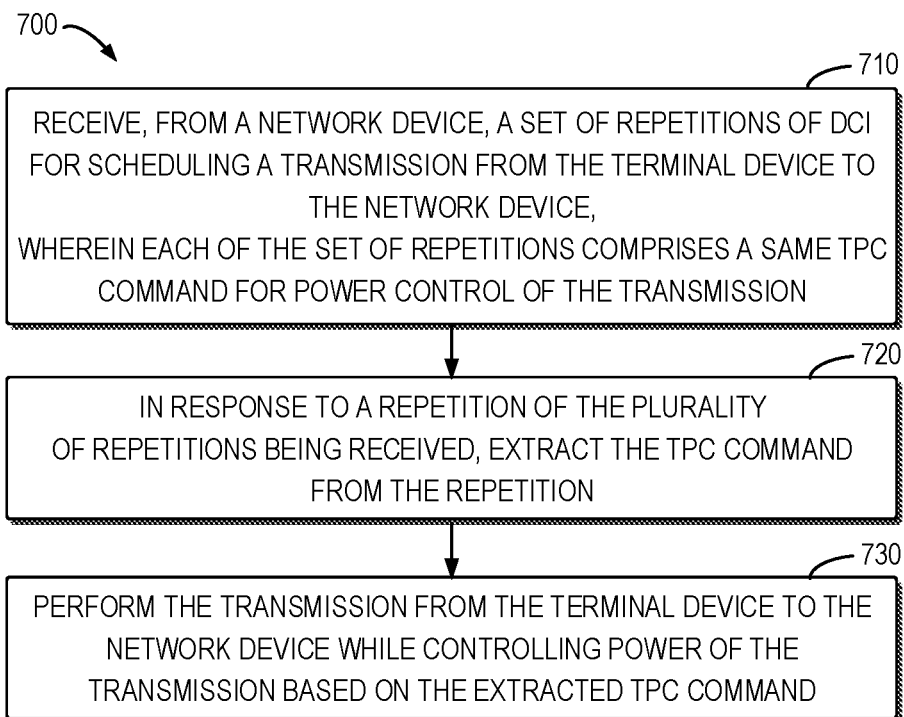 700
710
RECEIVE, FROM A NETWORK DEVICE, A SET OF REPETITIONS OF DCI
FOR SCHEDULING A TRANSMISSION FROM THE TERMINAL DEVICE TO
THE NETWORK DEVICE,
WHEREIN EACH OF THE SET OF REPETITIONS COMPRISES A SAME TPC
COMMAND FOR POWER CONTROL OF THE TRANSMISSION
720
IN RESPONSE TO A REPETITION OF THE PLURALITY
OF REPETITIONS BEING RECEIVED, EXTRACT THE TPC COMMAND
FROM THE REPETITION
730
PERFORM THE TRANSMISSION FROM THE TERMINAL DEVICE TO THE
NETWORK DEVICE WHILE CONTROLLING POWER OF THE
TRANSMISSION BASED ON THE EXTRACTED TPC COMMAND